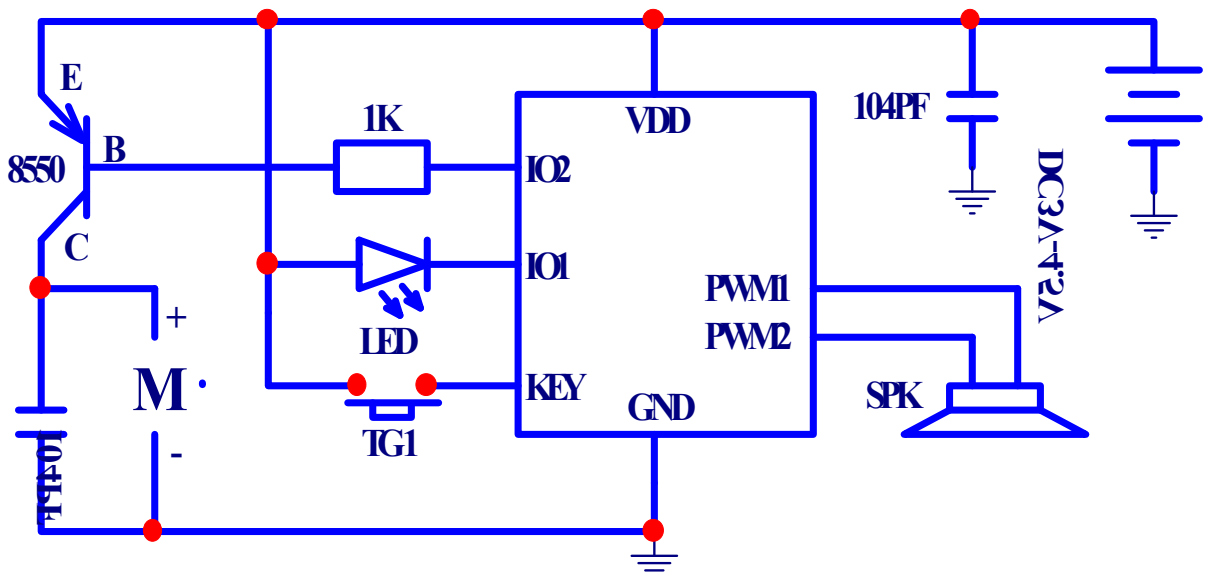 E
1K
VDD
104PF
B
8550
IO2
DC3V-4.5V
C
IO1
PWM1
+
LED
PWM2
M
KEY
SPK
GND
TG1
-
104PF